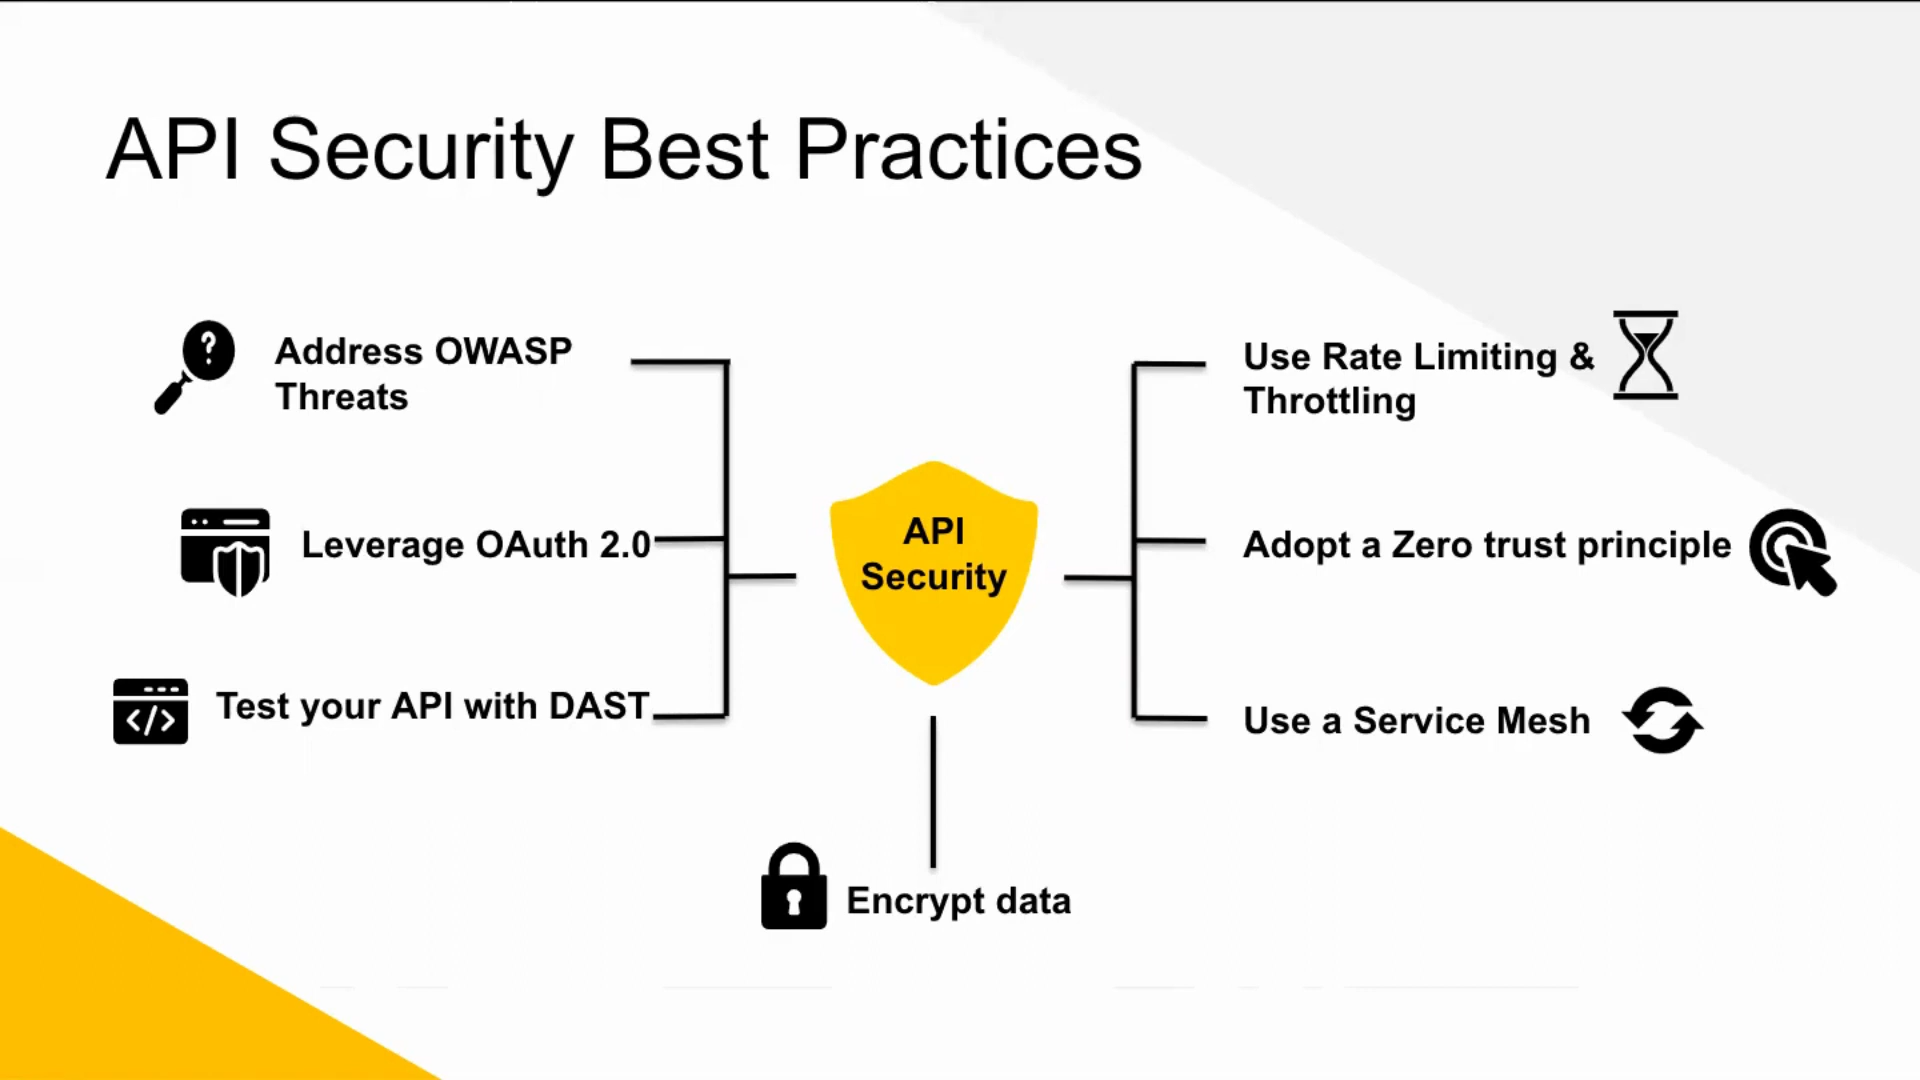 API Security Best Practices
Address OWASP
Threats
Leverage OAuth 2.0
Test your API with DAST
API
Security
Encrypt data
Use Rate Limiting &
Throttling
Adopt a Zero trust principle
Use a Service Mesh